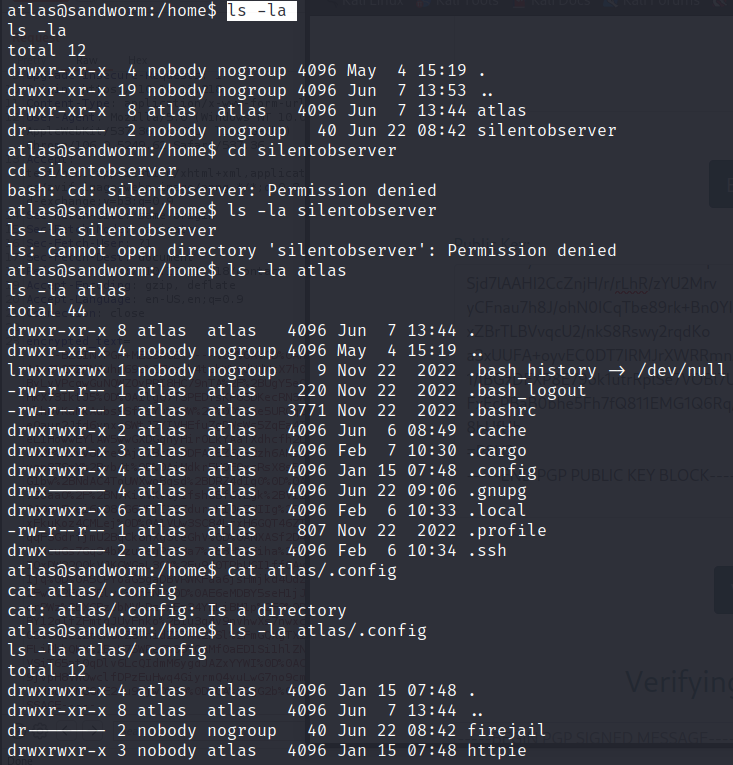 atlas@sandworm:/home$ ls -la
ls -la
total 12
drwxr-xr-x  4 nobody nogroup 4096 May  4 15:19 .
drwxr-xr-x 19 nobody nogroup 4096 Jun  7 13:53 ..
drwxr-xr-x  8 atlas  atlas   4096 Jun  7 13:44 atlas
dr--------  2 nobody nogroup   40 Jun 22 08:42 silentobserver
atlas@sandworm:/home$ cd silentobserver
cd silentobserver
bash: cd: silentobserver: Permission denied
atlas@sandworm:/home$ ls -la silentobserver
ls -la silentobserver
ls: cannot open directory 'silentobserver': Permission denied
atlas@sandworm:/home$ ls -la atlas
ls -la atlas
total 44
drwxr-xr-x 8 atlas  atlas   4096 Jun  7 13:44 .
drwxr-xr-x 4 nobody nogroup 4096 May  4 15:19 ..
lrwxrwxrwx 1 nobody nogroup    9 Nov 22  2022 .bash_history -> /dev/null
-rw-r--r-- 1 atlas  atlas    220 Nov 22  2022 .bash_logout
-rw-r--r-- 1 atlas  atlas   3771 Nov 22  2022 .bashrc
drwxrwxr-x 2 atlas  atlas   4096 Jun  6 08:49 .cache
drwxrwxr-x 3 atlas  atlas   4096 Feb  7 10:30 .cargo
drwxrwxr-x 4 atlas  atlas   4096 Jan 15 07:48 .config
drwx------ 4 atlas  atlas   4096 Jun 22 09:06 .gnupg
drwxrwxr-x 6 atlas  atlas   4096 Feb  6 10:33 .local
-rw-r--r-- 1 atlas  atlas    807 Nov 22  2022 .profile
drwx------ 2 atlas  atlas   4096 Feb  6 10:34 .ssh
atlas@sandworm:/home$ cat atlas/.config
cat atlas/.config
cat: atlas/.config: Is a directory
atlas@sandworm:/home$ ls -la atlas/.config
ls -la atlas/.config
total 12
drwxrwxr-x 4 atlas  atlas   4096 Jan 15 07:48 .
drwxr-xr-x 8 atlas  atlas   4096 Jun  7 13:44 ..
dr-------- 2 nobody nogroup   40 Jun 22 08:42 firejail
drwxrwxr-x 3 nobody atlas   4096 Jan 15 07:48 httpie
PGP PUBLIC KEY BLOCK
Verifying
PGP SIGNED MESSAGE